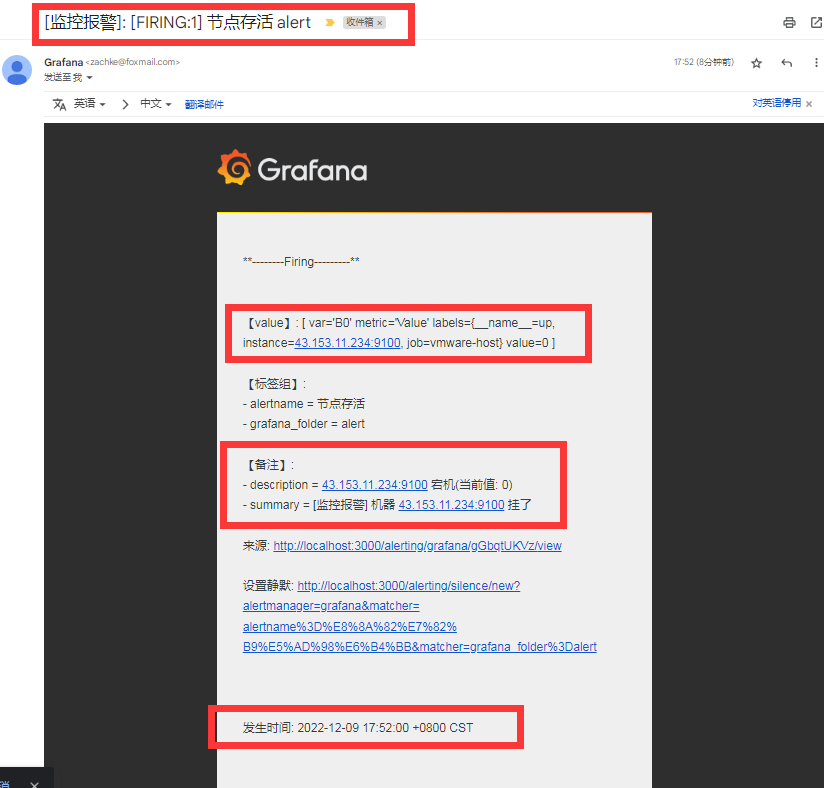 [监控报警]: [FIRING:1] 节点存活 alert 收件箱 ×
Grafana <zachke@foxmail.com> 17:52 (8分钟前)
发送至 我
英语 中文 翻译邮件 对英语停用 ×
Grafana
**--------Firing---------**
【value】: [ var='B0' metric='Value' labels={__name__=up,
instance=43.153.11.234:9100, job=vmware-host} value=0 ]
【标签组】:
- alertname = 节点存活
- grafana_folder = alert
【备注】:
- description = 43.153.11.234:9100 宕机(当前值: 0)
- summary = [监控报警] 机器 43.153.11.234:9100 挂了
来源: http://localhost:3000/alerting/grafana/gGbqtUKVz/view
设置静默: http://localhost:3000/alerting/silence/new?
alertmanager=grafana&matcher=
alertname%3D%E8%8A%82%E7%82%
B9%E5%AD%98%E6%B4%BB&matcher=grafana_folder%3Dalert
发生时间: 2022-12-09 17:52:00 +0800 CST